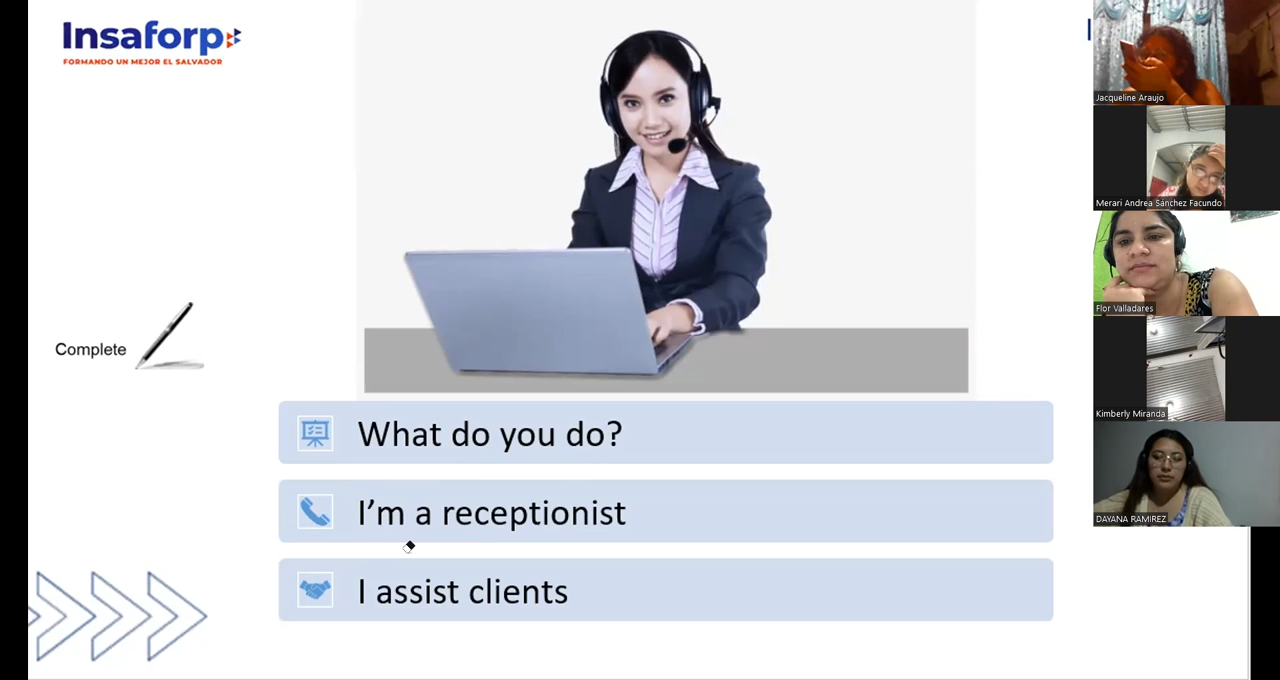 Insaforp
FORMANDO UN MEJOR EL SALVADOR
Complete
What do you do?
I'm a receptionist
I assist clients
Jacqueline Araujo
Merari Andrea Sánchez Facundo
Flor Valladares
Kimberly Miranda
DAYANA RAMIREZ